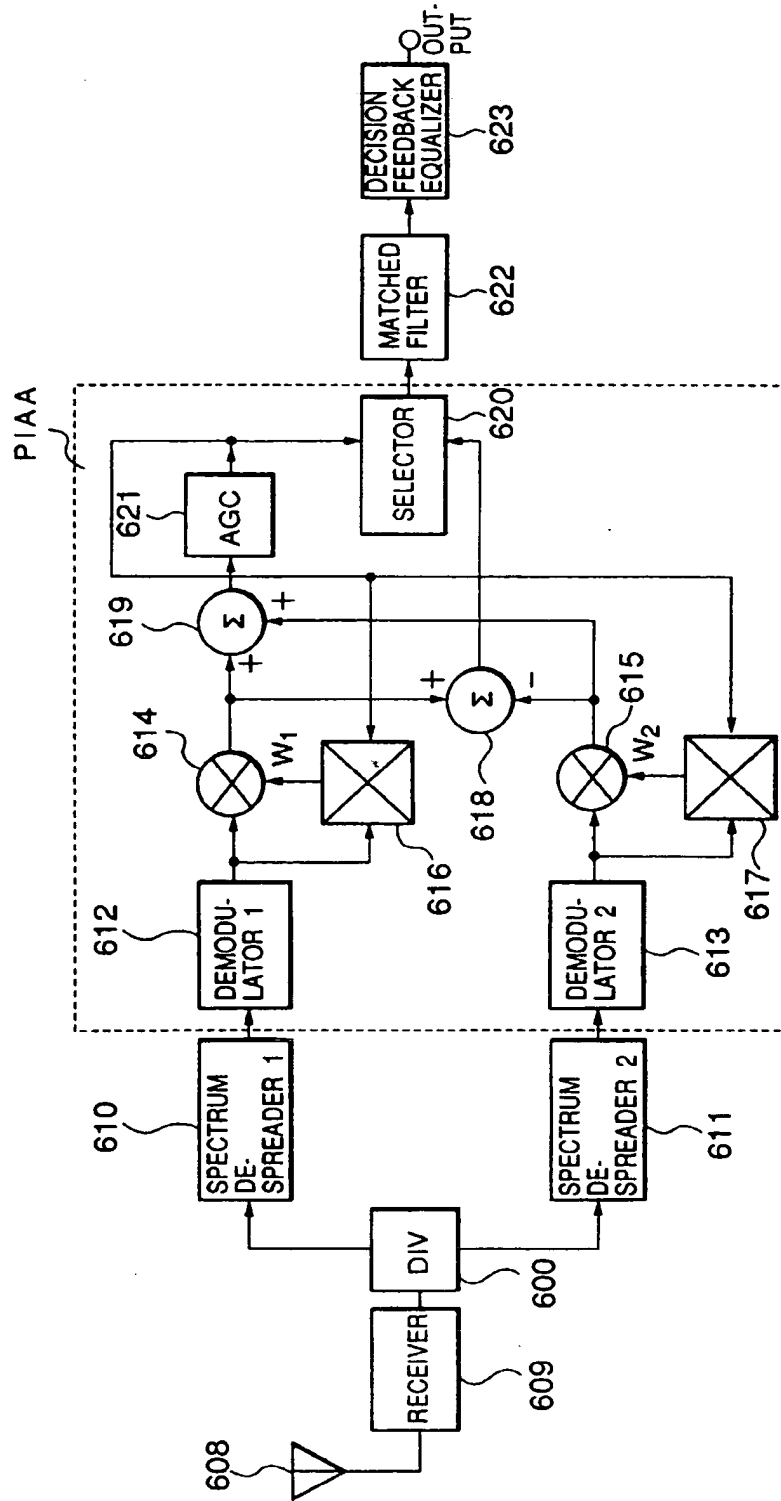 608
RECEIVER
609
DIV
600
610
SPECTRUM
DE-
SPREADER 1
SPECTRUM
DE-
SPREADER 2
611
PIAA
612
DEMODU-
LATOR 1
DEMODU-
LATOR 2
613
614
W1
616
615
W2
617
619
Σ
+
+
Σ
+
-
618
621
AGC
SELECTOR
620
MATCHED
FILTER
622
DECISION
FEEDBACK
EQUALIZER
623
OUT-
PUT